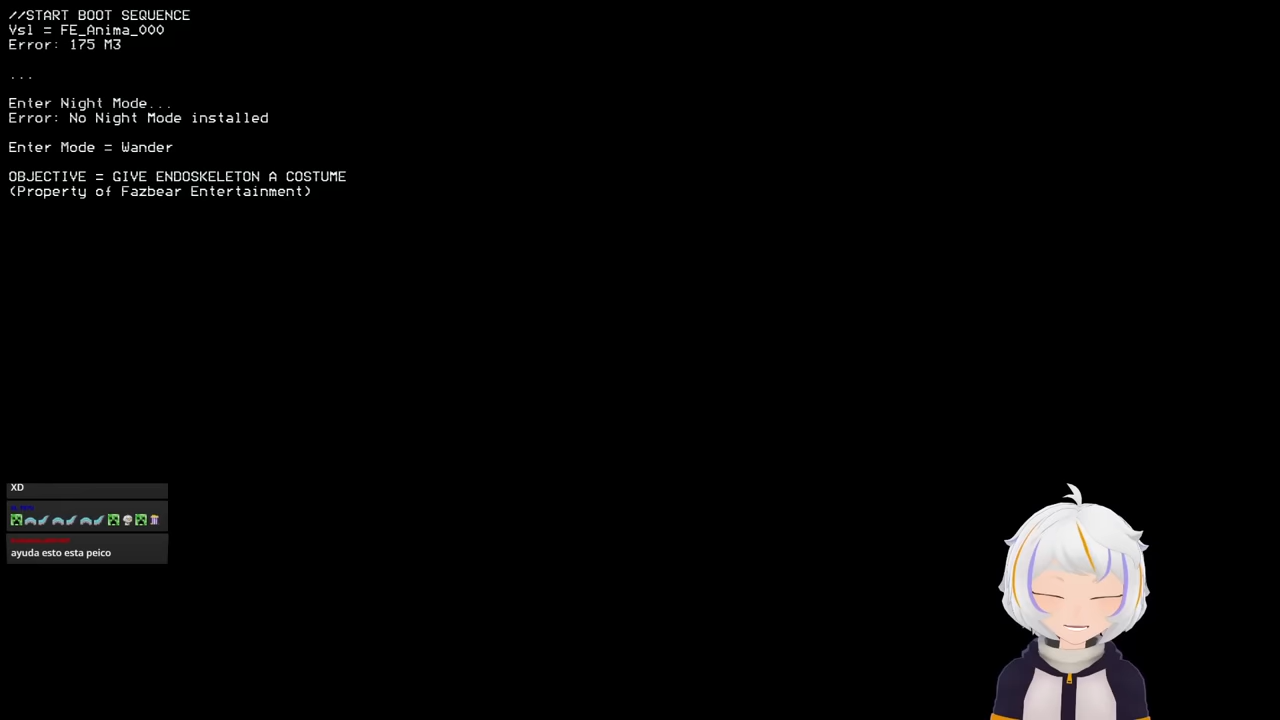 //START BOOT SEQUENCE
Vsl = FE_Anima_000
Error: 175 M3
...
Enter Night Mode...
Error: No Night Mode installed
Enter Mode = Wander
OBJECTIVE = GIVE ENDOSKELETON A COSTUME
(Property of Fazbear Entertainment)
XD
ayuda esto esta peico